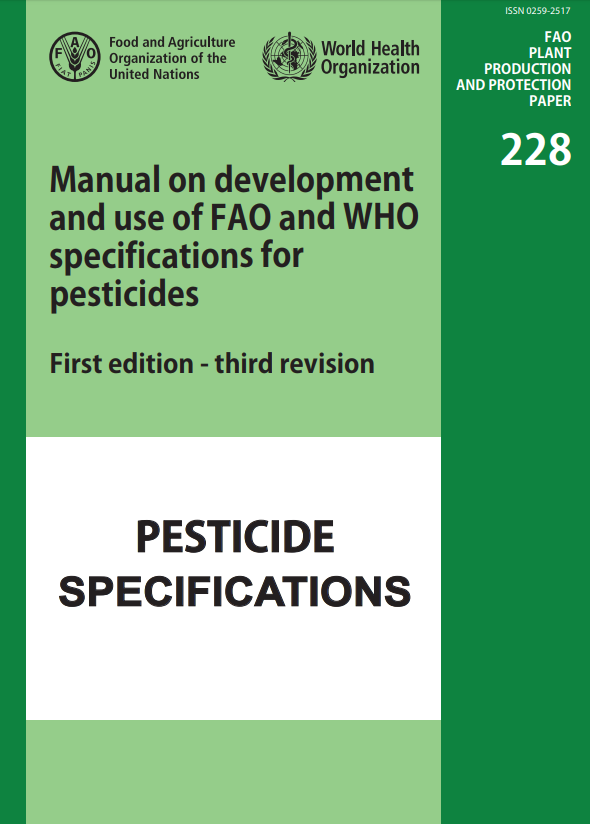 ISSN 0259-2517
FAO
PLANT
PRODUCTION
AND PROTECTION
PAPER
228
FAO
FIAT PANIS
Food and Agriculture
Organization of the
United Nations
World Health
Organization
Manual on development
and use of FAO and WHO
specifications for
pesticides
First edition - third revision
PESTICIDE
SPECIFICATIONS